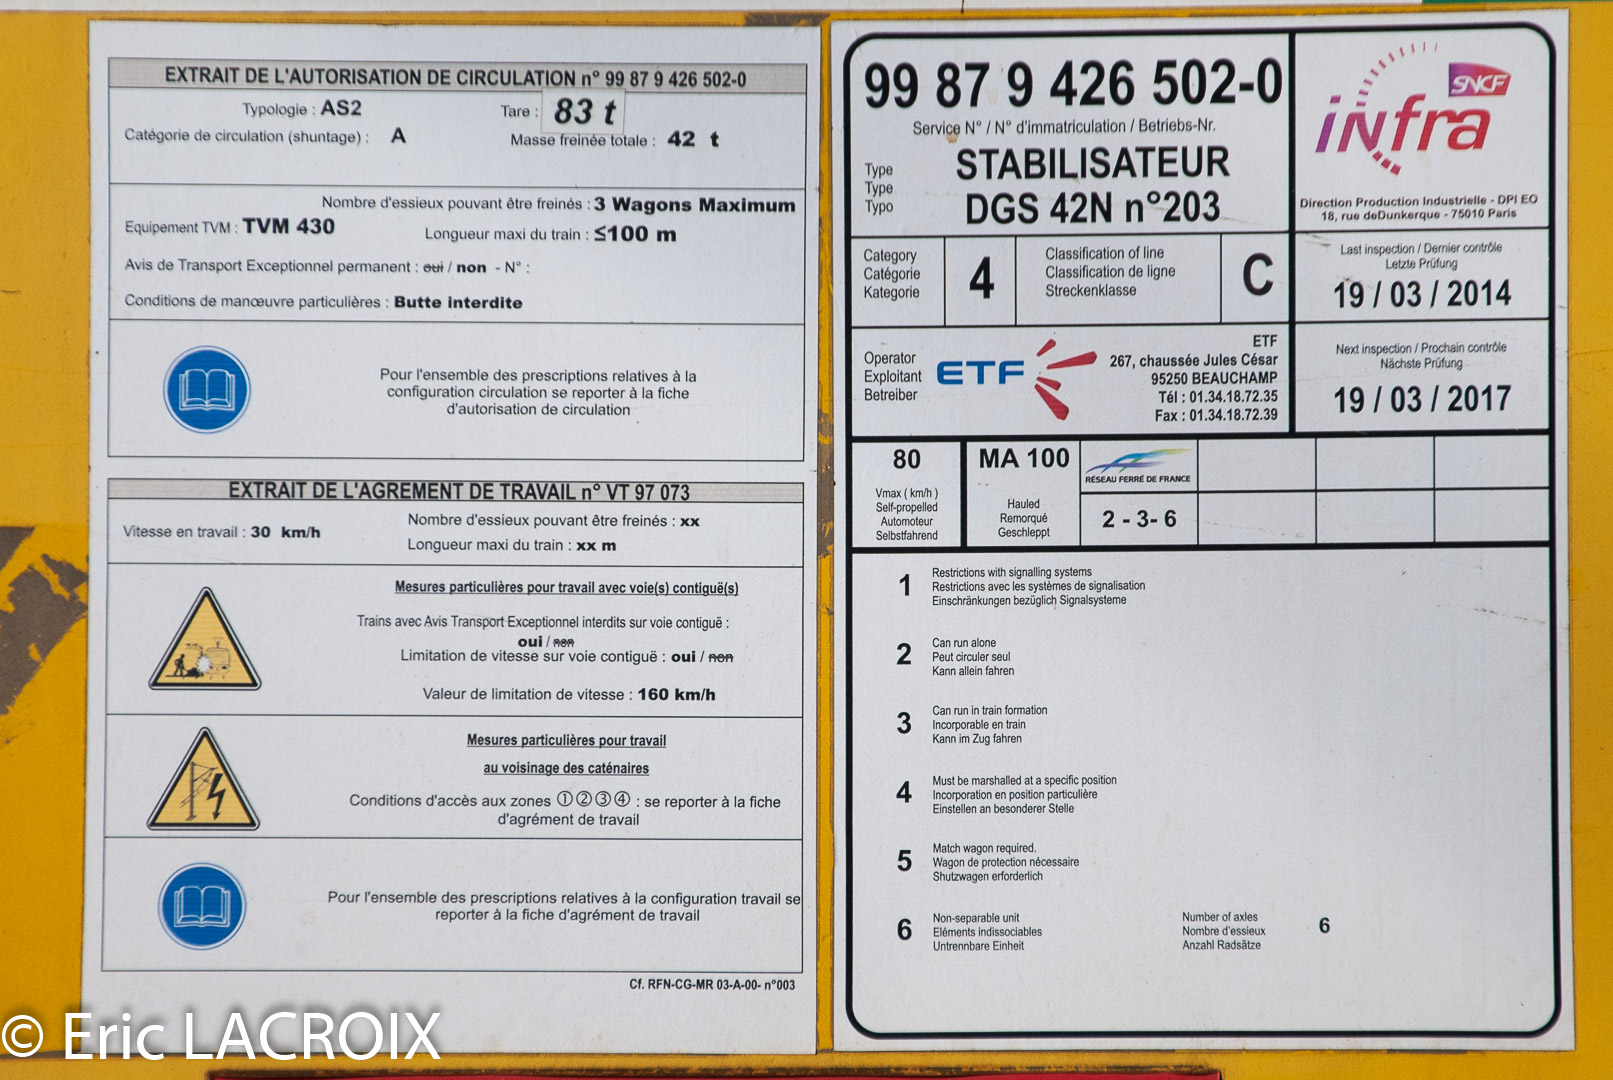 EXTRAIT DE L'AUTORISATION DE CIRCULATION n° 99 87 9 426 502-0
Typologie : AS2
Tare : 83 t
Catégorie de circulation (shuntage) : A
Masse freinée totale : 42 t
Nombre d'essieux pouvant être freinés : 3 Wagons Maximum
Equipement TVM : TVM 430
Longueur maxi du train : ≤100 m
Avis de Transport Exceptionnel permanent : oui / non - N° :
Conditions de manœuvre particulières : Butte interdite
Pour l'ensemble des prescriptions relatives à la
configuration circulation se reporter à la fiche
d'autorisation de circulation
EXTRAIT DE L'AGREMENT DE TRAVAIL n° VT 97 073
Vitesse en travail : 30 km/h
Nombre d'essieux pouvant être freinés : xx
Longueur maxi du train : xx m
Mesures particulières pour travail avec voie(s) contiguë(s)
Trains avec Avis Transport Exceptionnel interdits sur voie contiguë :
oui / non
Limitation de vitesse sur voie contiguë : oui / non
Valeur de limitation de vitesse : 160 km/h
Mesures particulières pour travail
au voisinage des caténaires
Conditions d'accès aux zones ①②③④ : se reporter à la fiche
d'agrément de travail
Pour l'ensemble des prescriptions relatives à la configuration travail se
reporter à la fiche d'agrément de travail
Cf. RFN-CG-MR 03-A-00- n°003
99 87 9 426 502-0
Service N° / N° d'immatriculation / Betriebs-Nr.
Type
Type
Typo
STABILISATEUR
DGS 42N n°203
SNCF
infra
Direction Production Industrielle - DPI EO
18, rue deDunkerque - 75010 Paris
Category
Catégorie
Kategorie
4
Classification of line
Classification de ligne
Streckenklasse
C
Last inspection / Dernier contrôle
Letzte Prüfung
19 / 03 / 2014
Operator
Exploitant
Betreiber
ETF
ETF
267, chaussée Jules César
95250 BEAUCHAMP
Tél : 01.34.18.72.35
Fax : 01.34.18.72.39
Next inspection / Prochain contrôle
Nächste Prüfung
19 / 03 / 2017
80
Vmax ( km/h )
Self-propelled
Automoteur
Selbstfahrend
MA 100
Hauled
Remorqué
Geschleppt
RÉSEAU FERRÉ DE FRANCE
2 - 3- 6
1
Restrictions with signalling systems
Restrictions avec les systèmes de signalisation
Einschränkungen bezüglich Signalsysteme
2
Can run alone
Peut circuler seul
Kann allein fahren
3
Can run in train formation
Incorporable en train
Kann im Zug fahren
4
Must be marshalled at a specific position
Incorporation en position particulière
Einstellen an besonderer Stelle
5
Match wagon required.
Wagon de protection nécessaire
Shutzwagen erforderlich
6
Non-separable unit
Eléments indissociables
Untrennbare Einheit
Number of axles
Nombre d'essieux
Anzahl Radsätze
6
© Eric LACROIX